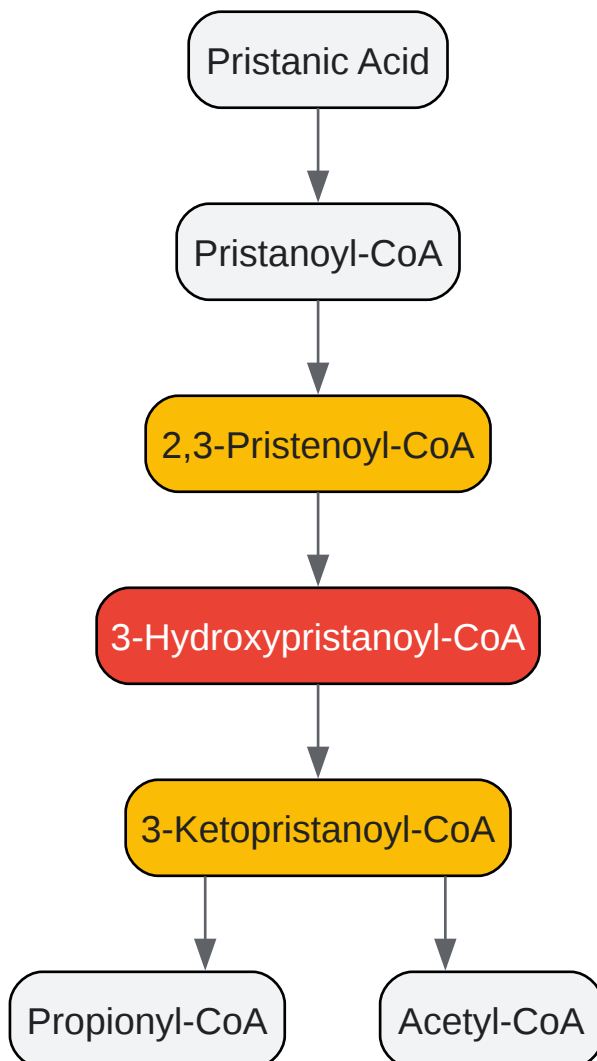 Pristanic Acid
Pristanoyl-CoA
2,3-Pristenoyl-CoA
3-Hydroxypristanoyl-CoA
3-Ketopristanoyl-CoA
Propionyl-CoA
Acetyl-CoA